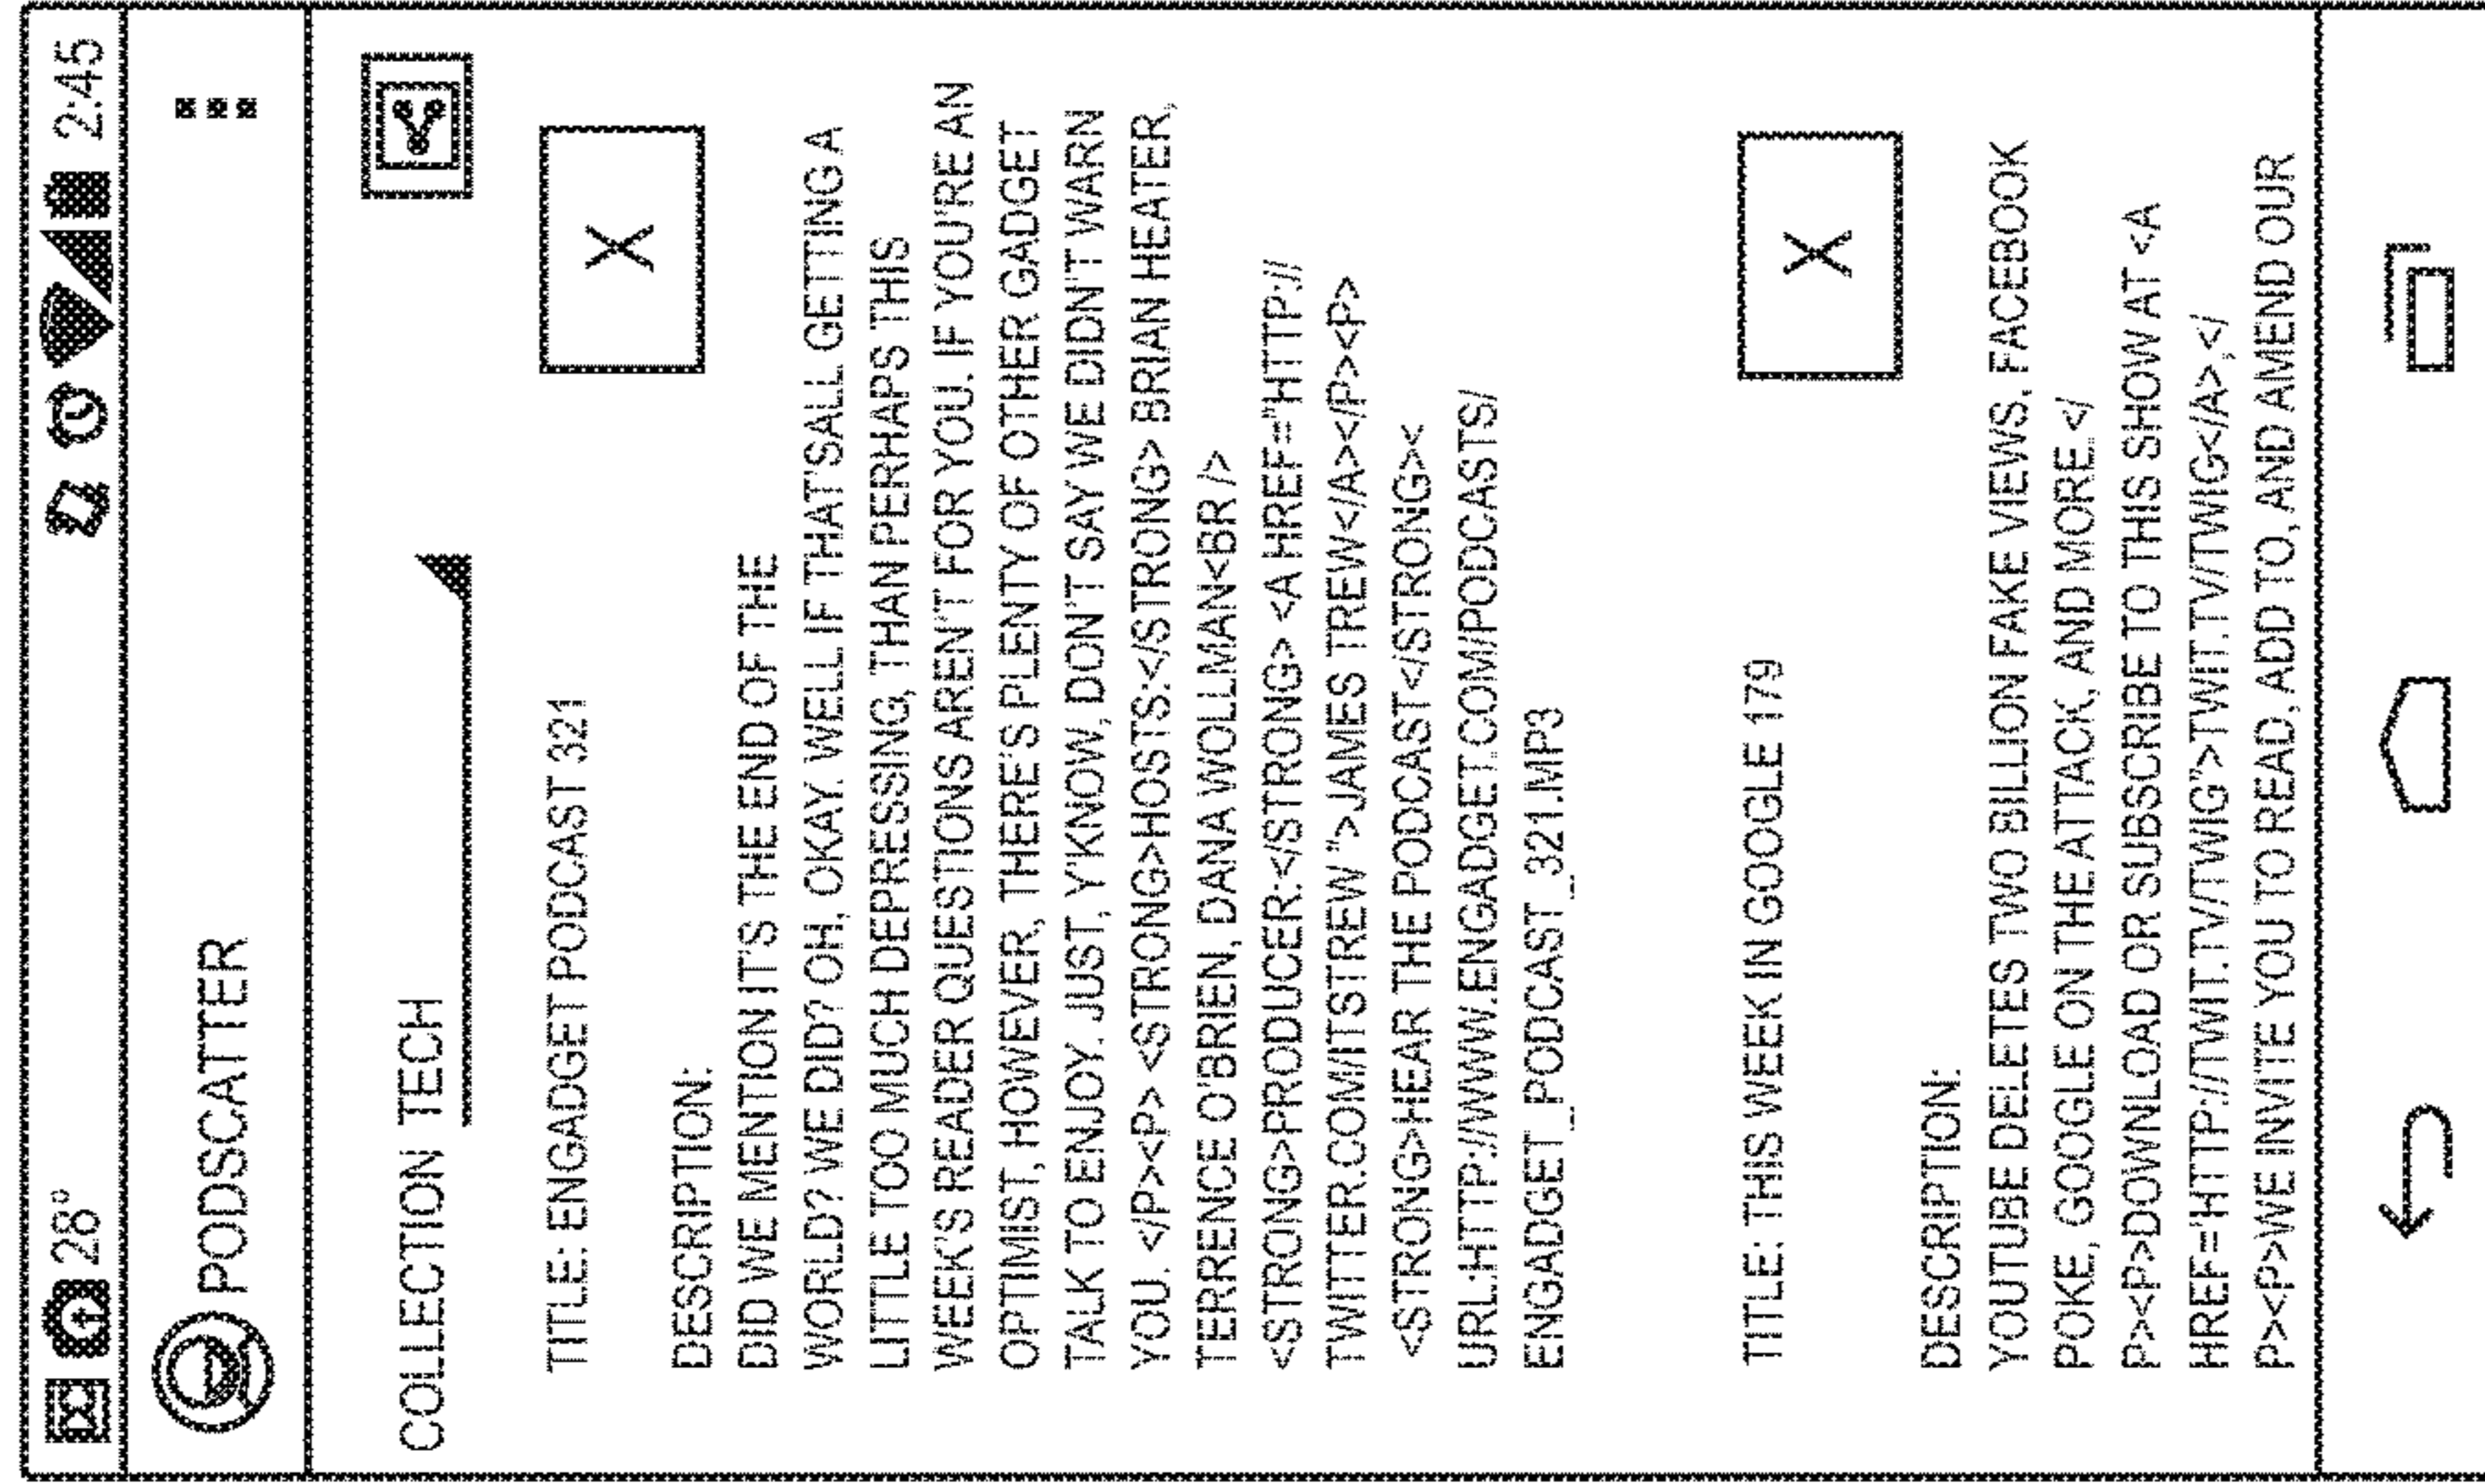 28° 2:45
PODSCATTER
COLLECTION TECH
TITLE: ENGADGET PODCAST 321
X
DESCRIPTION:
DID WE MENTION IT'S THE END OF THE
WORLD? WE DID? OH, OKAY. WELL IF THAT'SALL GETTING A
LITTLE TOO MUCH DEPRESSING, THAN PERHAPS THIS
WEEK'S READER QUESTIONS AREN'T FOR YOU. IF YOU'RE AN
OPTIMIST, HOWEVER, THERE'S PLENTY OF OTHER GADGET
TALK TO ENJOY. JUST, Y'KNOW, DON'T SAY WE DIDN'T WARN
YOU. </P><P> <STRONG>HOSTS:</STRONG> BRIAN HEATER,
TERRENCE O'BRIEN, DANA WOLLMAN<BR />
<STRONG>PRODUCER:</STRONG> <A HREF="HTTP://
TWITTER.COM/ITSTREW ">JAMES TREW</A></P><P>
<STRONG>HEAR THE PODCAST</STRONG><
URL:HTTP://WWW.ENGADGET.COM/PODCASTS/
ENGADGET_PODCAST_321.MP3
TITLE: THIS WEEK IN GOOGLE 179
X
DESCRIPTION:
YOUTUBE DELETES TWO BILLION FAKE VIEWS, FACEBOOK
POKE, GOOGLE ON THE ATTACK, AND MORE.</
P><P>DOWNLOAD OR SUBSCRIBE TO THIS SHOW AT <A
HREF='HTTP://TWIT.TV/TWIG">TWIT.TV/TWIG</A>,</
P><P>WE INVITE YOU TO READ, ADD TO, AND AMEND OUR